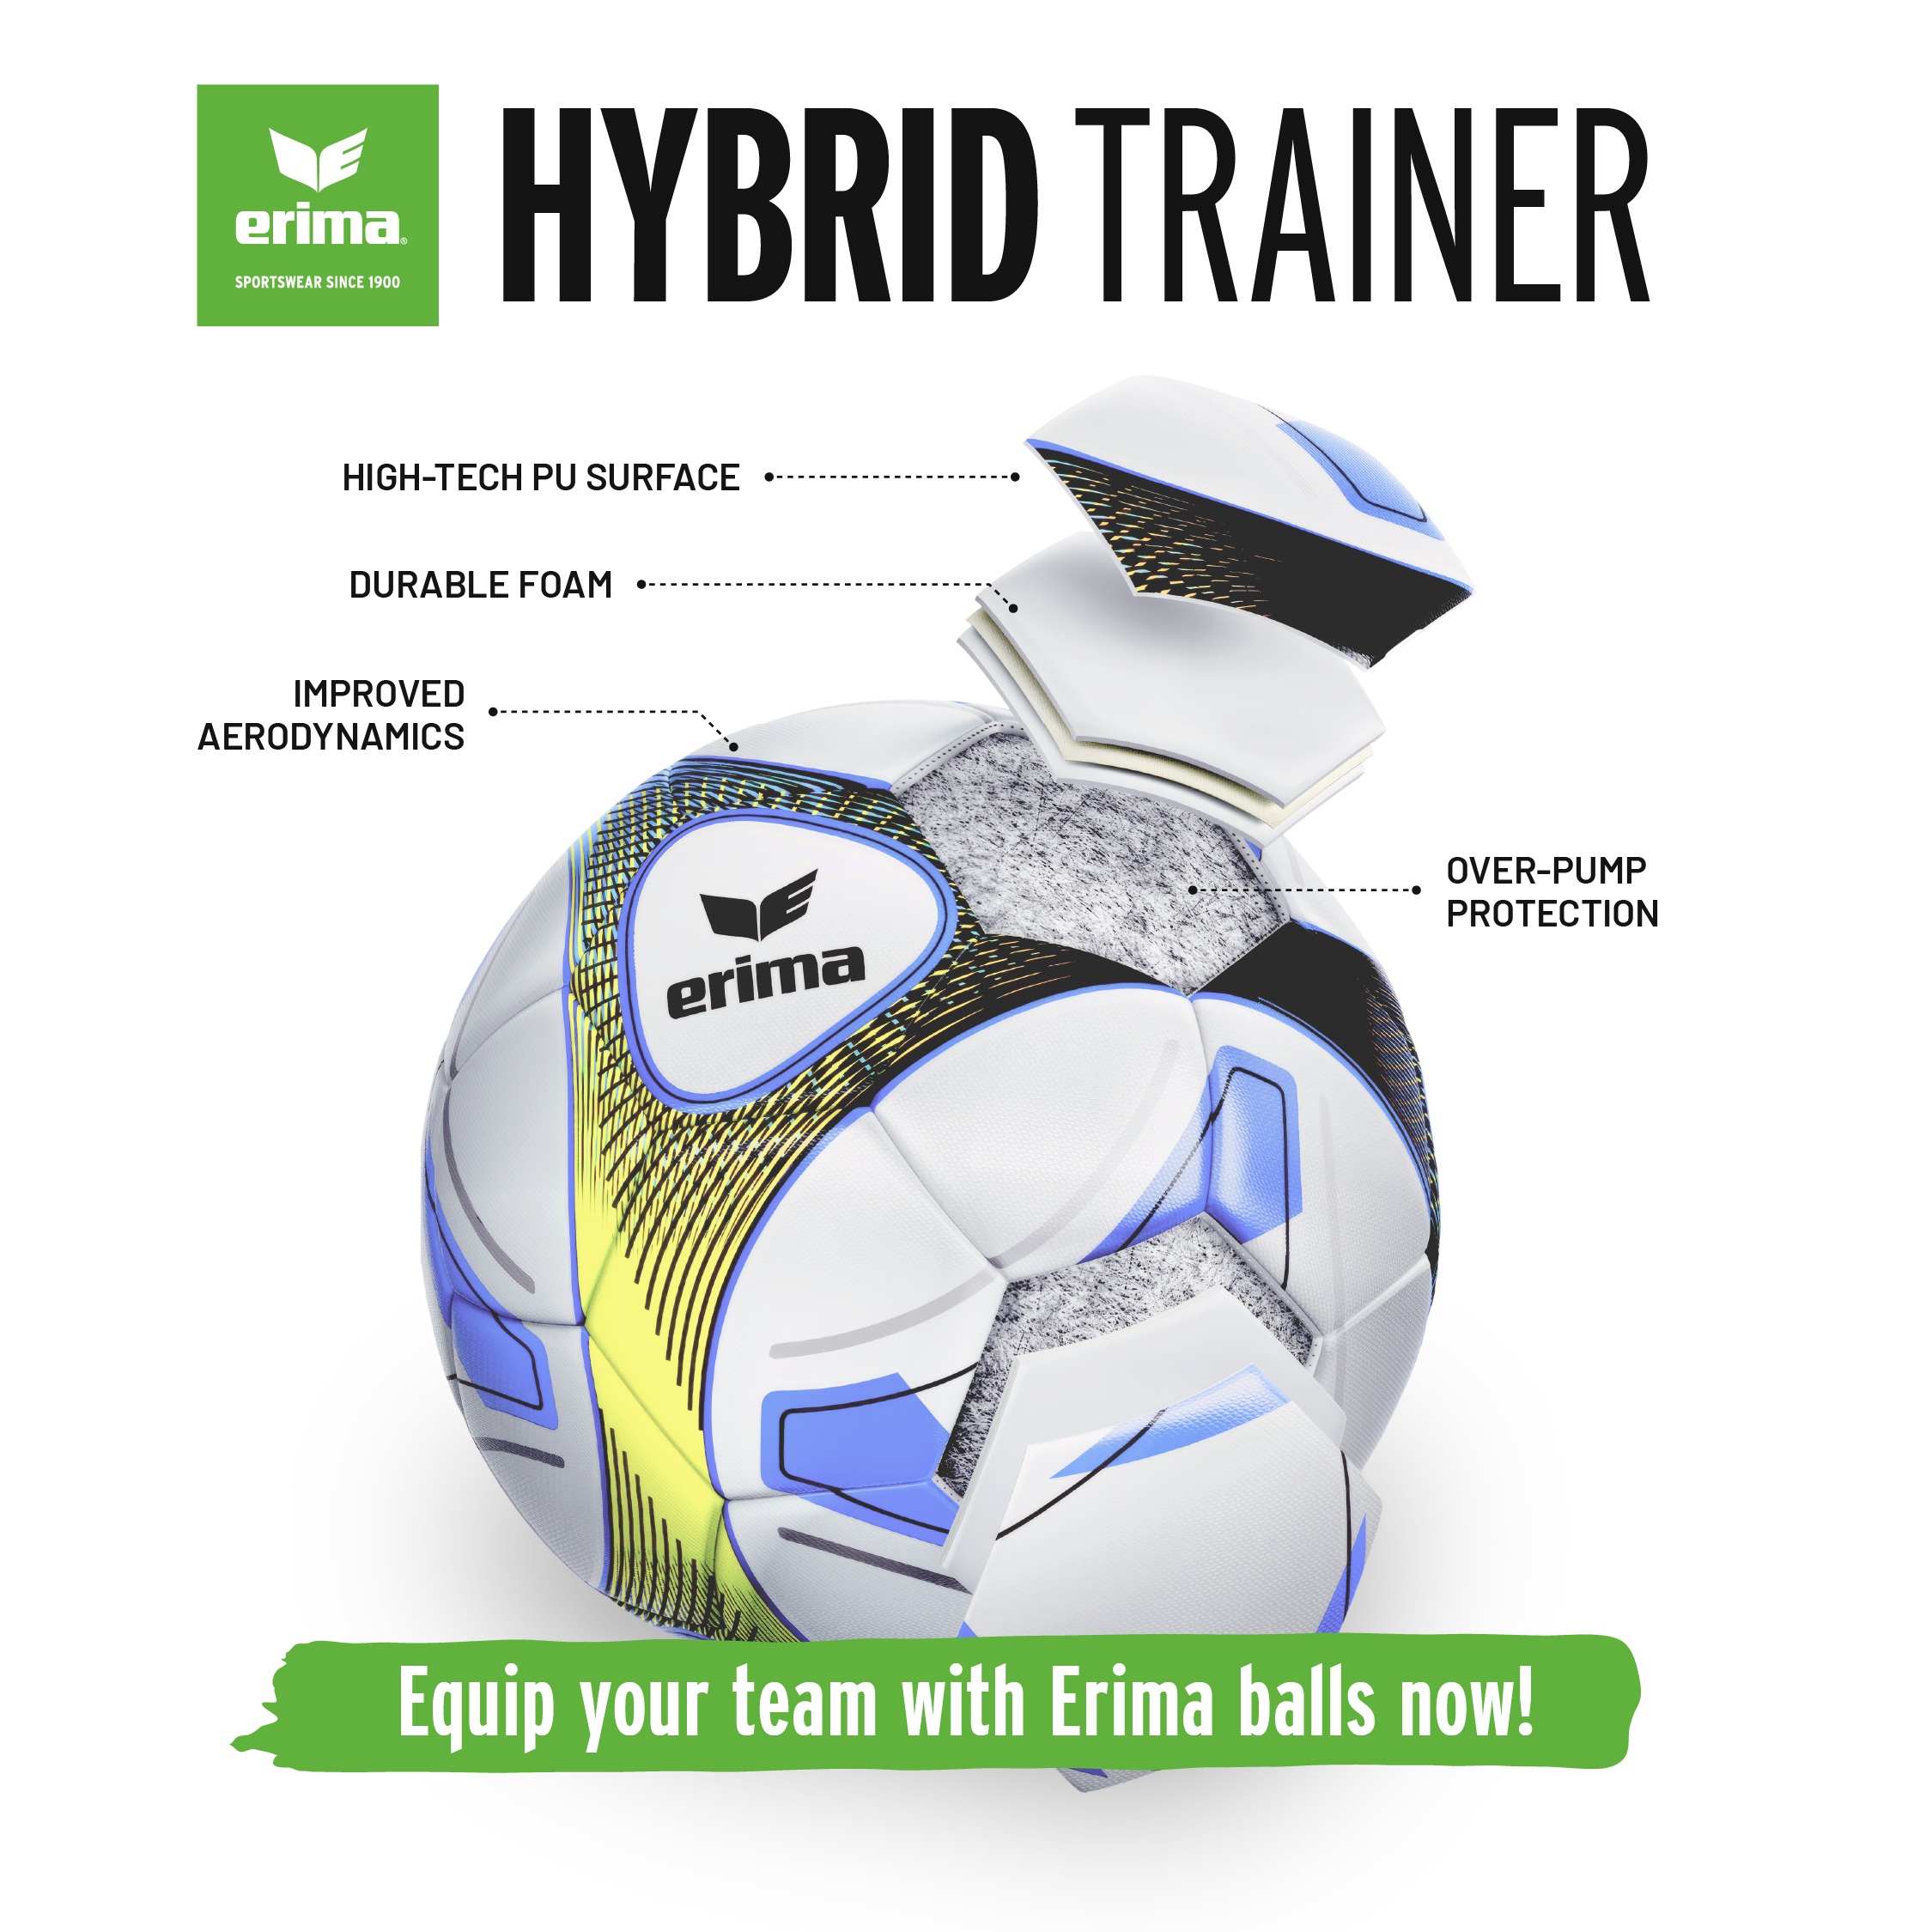 erima®
SPORTSWEAR SINCE 1900
HYBRID TRAINER
HIGH-TECH PU SURFACE
DURABLE FOAM
IMPROVED
AERODYNAMICS
OVER-PUMP
PROTECTION
erima
Equip your team with Erima balls now!